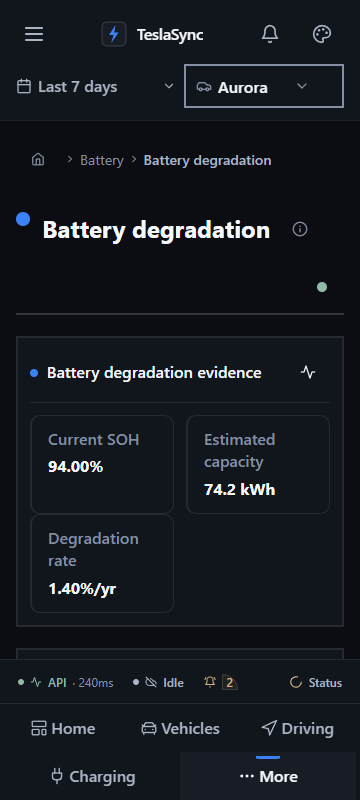 TeslaSync
Last 7 days
Aurora
Battery
Battery degradation
Battery degradation
Battery degradation evidence
Current SOH
94.00%
Estimated
capacity
74.2 kWh
Degradation
rate
1.40%/yr
API · 240ms
Idle
2
Status
Home
Vehicles
Driving
Charging
More